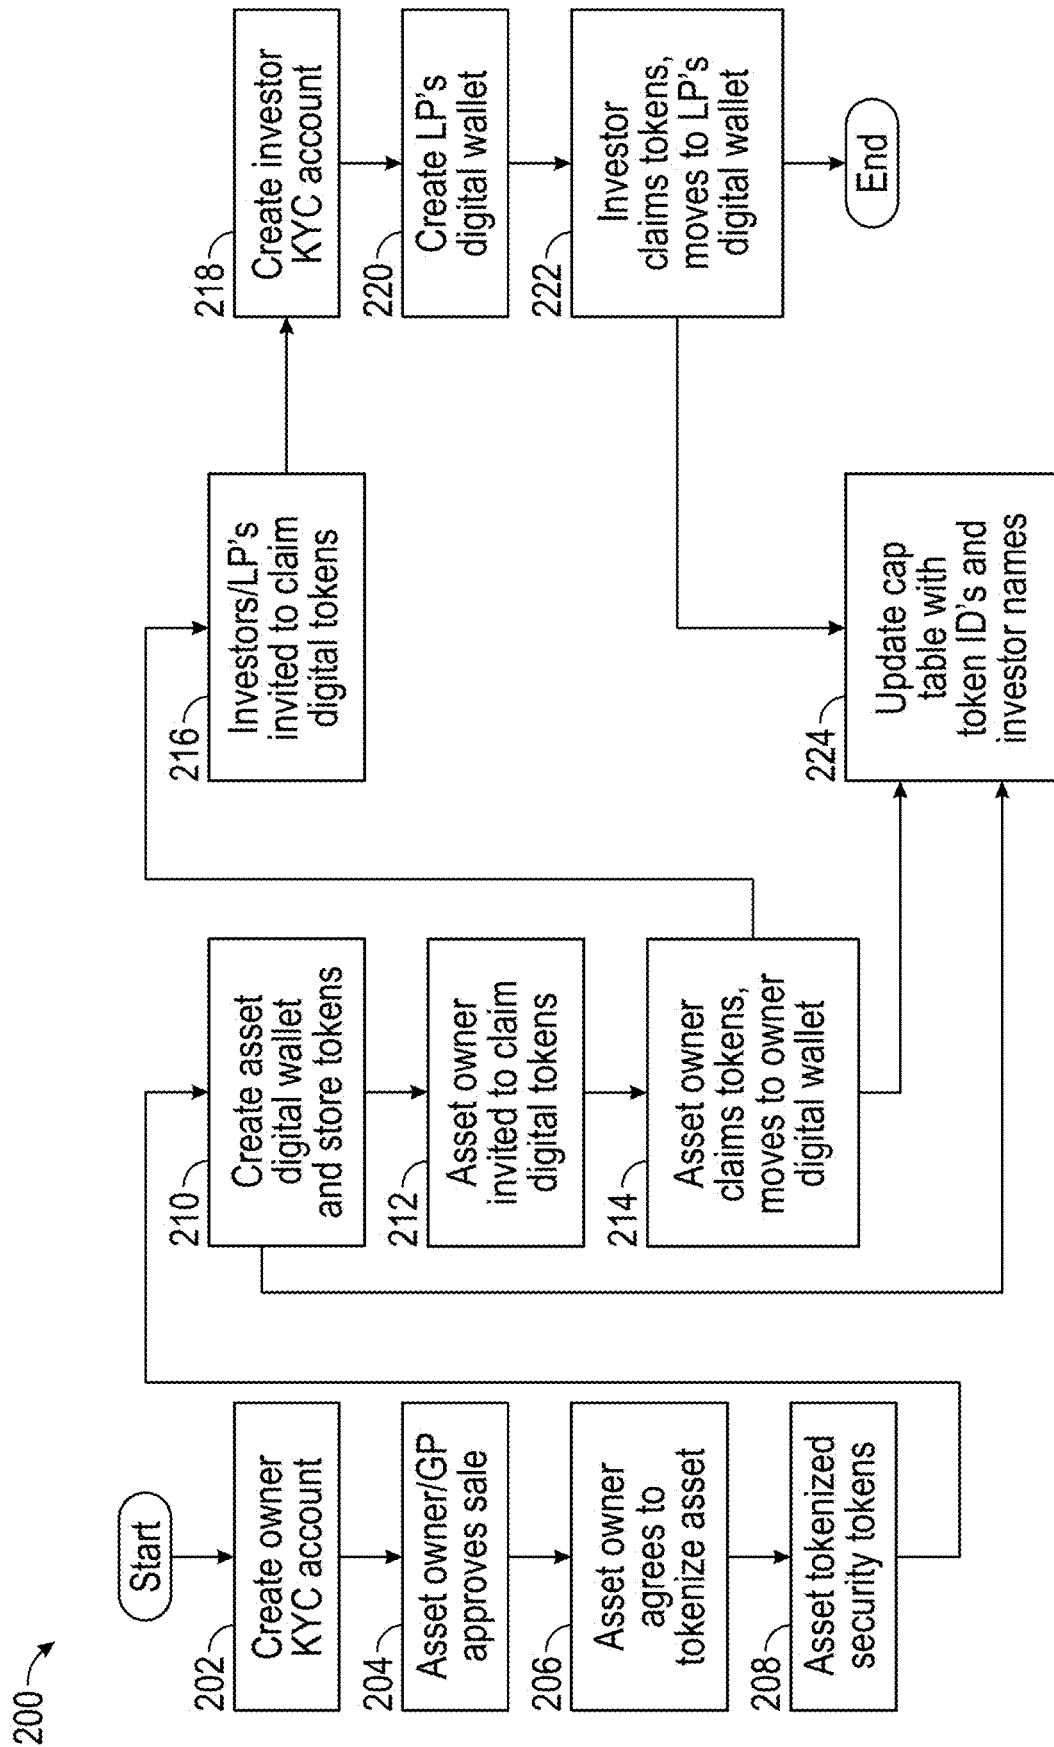 200
Start
202
Create owner
KYC account
204
Asset owner/GP
approves sale
206
Asset owner
agrees to
tokenize asset
208
Asset tokenized
security tokens
210
Create asset
digital wallet
and store tokens
212
Asset owner
invited to claim
digital tokens
214
Asset owner
claims tokens,
moves to owner
digital wallet
216
Investors/LP's
invited to claim
digital tokens
218
Create investor
KYC account
220
Create LP's
digital wallet
222
Investor
claims tokens,
moves to LP's
digital wallet
End
224
Update cap
table with
token ID's and
investor names